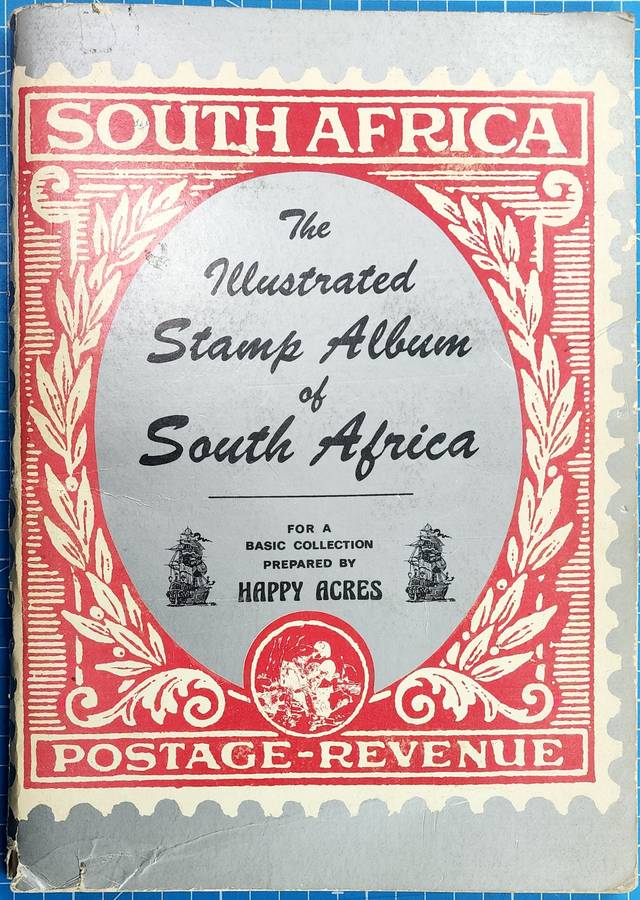 SOUTH AFRICA
The
Illustrated
Stamp Album
of
South Africa
FOR A
BASIC COLLECTION
PREPARED BY
HAPPY ACRES
POSTAGE-REVENUE